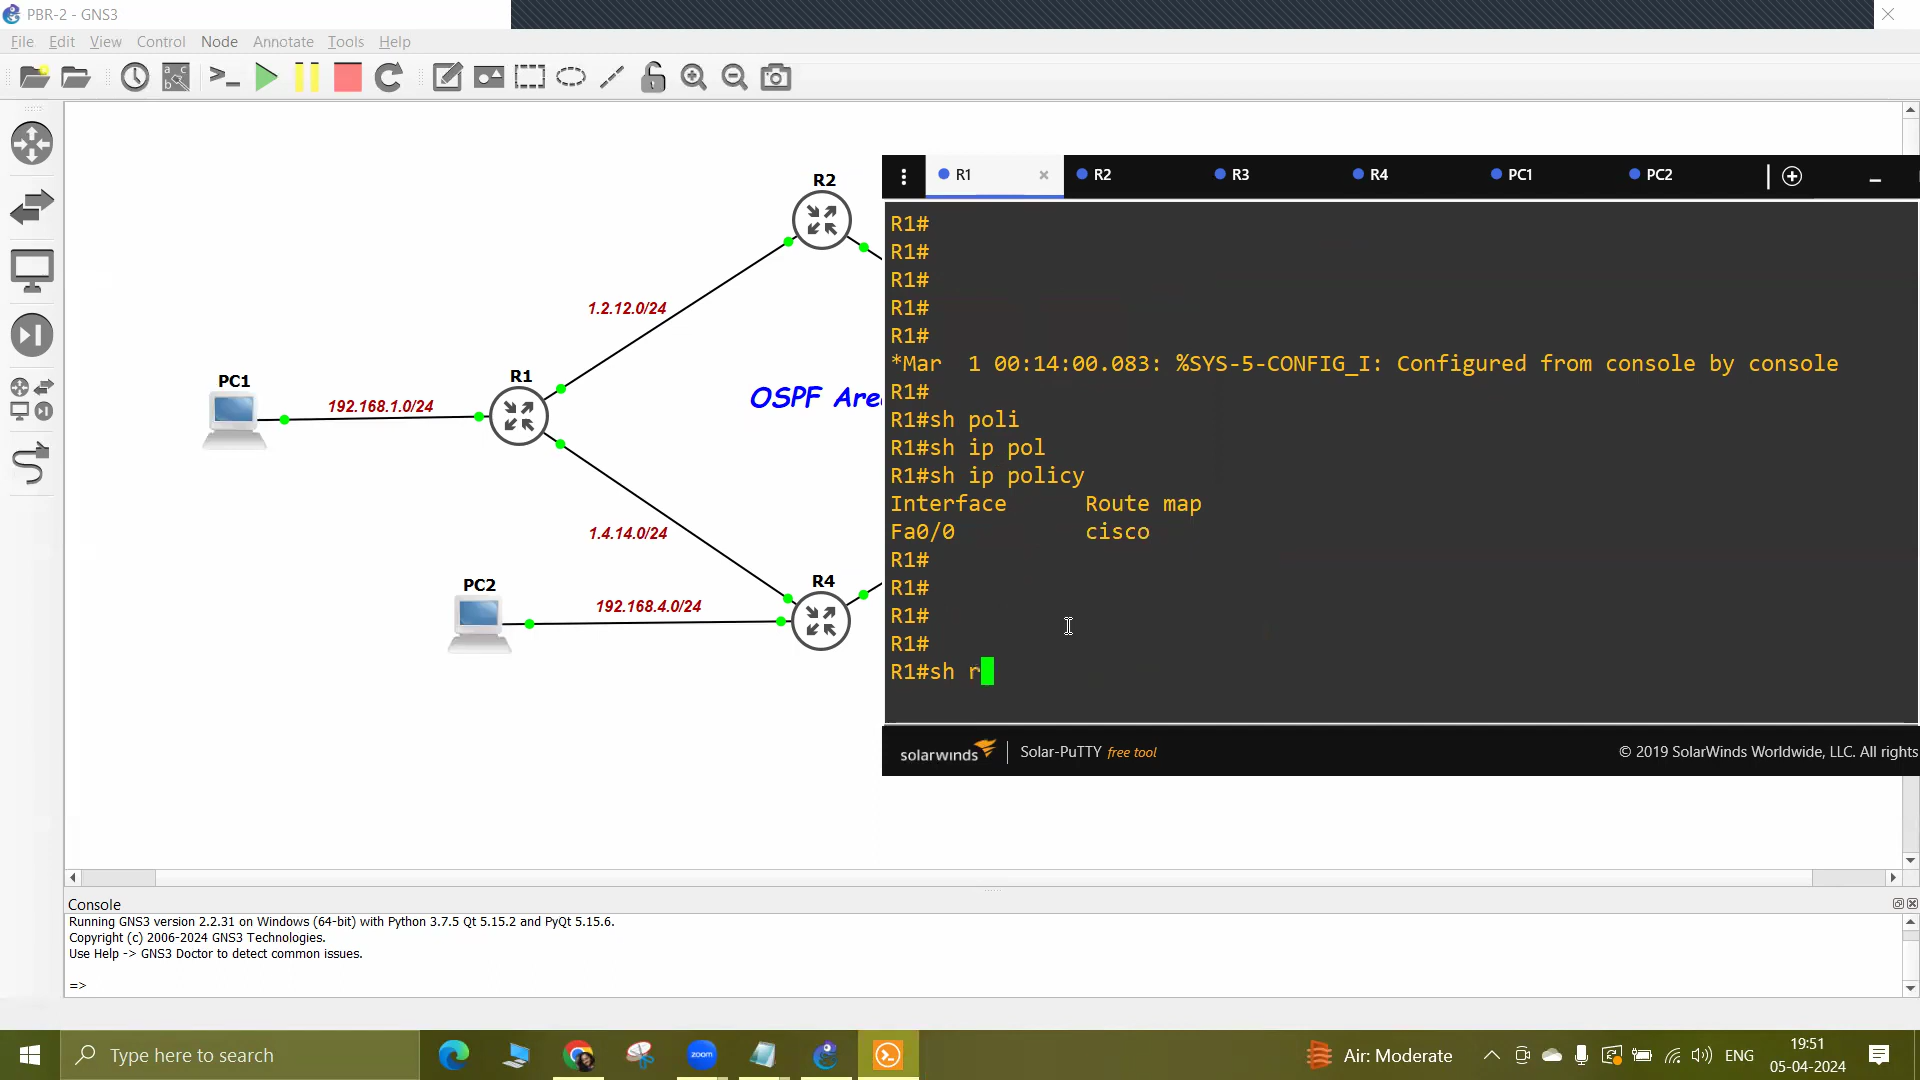 PBR-2 - GNS3
File Edit View Control Node Annotate Tools Help
R2
1.2.12.0/24
PC1
192.168.1.0/24
R1
OSPF Are
1.4.14.0/24
PC2
192.168.4.0/24
R4
R1 R2 R3 R4 PC1 PC2
R1#
R1#
R1#
R1#
R1#
*Mar  1 00:14:00.083: %SYS-5-CONFIG_I: Configured from console by console
R1#
R1#sh poli
R1#sh ip pol
R1#sh ip policy
Interface      Route map
Fa0/0          cisco
R1#
R1#
R1#
R1#
R1#sh r
solarwinds Solar-PuTTY free tool © 2019 SolarWinds Worldwide, LLC. All rights
Console
Running GNS3 version 2.2.31 on Windows (64-bit) with Python 3.7.5 Qt 5.15.2 and PyQt 5.15.6.
Copyright (c) 2006-2024 GNS3 Technologies.
Use Help -> GNS3 Doctor to detect common issues.
=>
Type here to search
zoom
Air: Moderate
ENG
19:51
05-04-2024